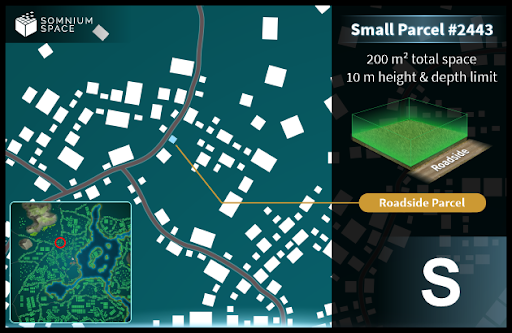 SOMNIUM
SPACE
Small Parcel #2443
200 m² total space
10 m height & depth limit
Roadside
Roadside Parcel
S